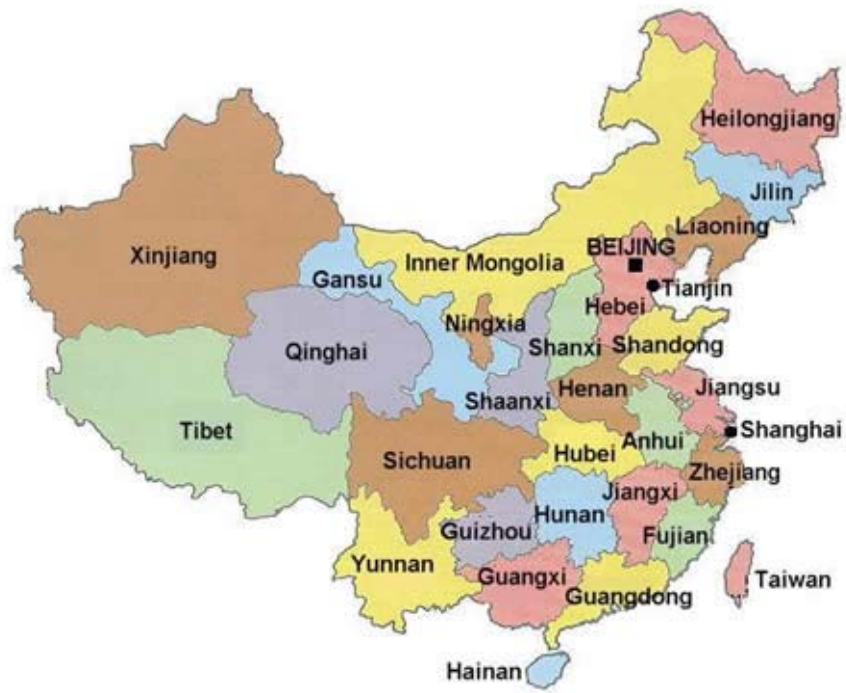 Heilongjiang
Jilin
Liaoning
BEIJING
Xinjiang
Inner Mongolia
Gansu
Tianjin
Hebei
Ningxia
Shandong
Shanxi
Qinghai
Jiangsu
Henan
Shaanxi
Shanghai
Tibet
Anhui
Hubei
Sichuan
Zhejiang
Jiangxi
Hunan
Guizhou
Fujian
Yunnan
Guangxi
Taiwan
Guangdong
Hainan